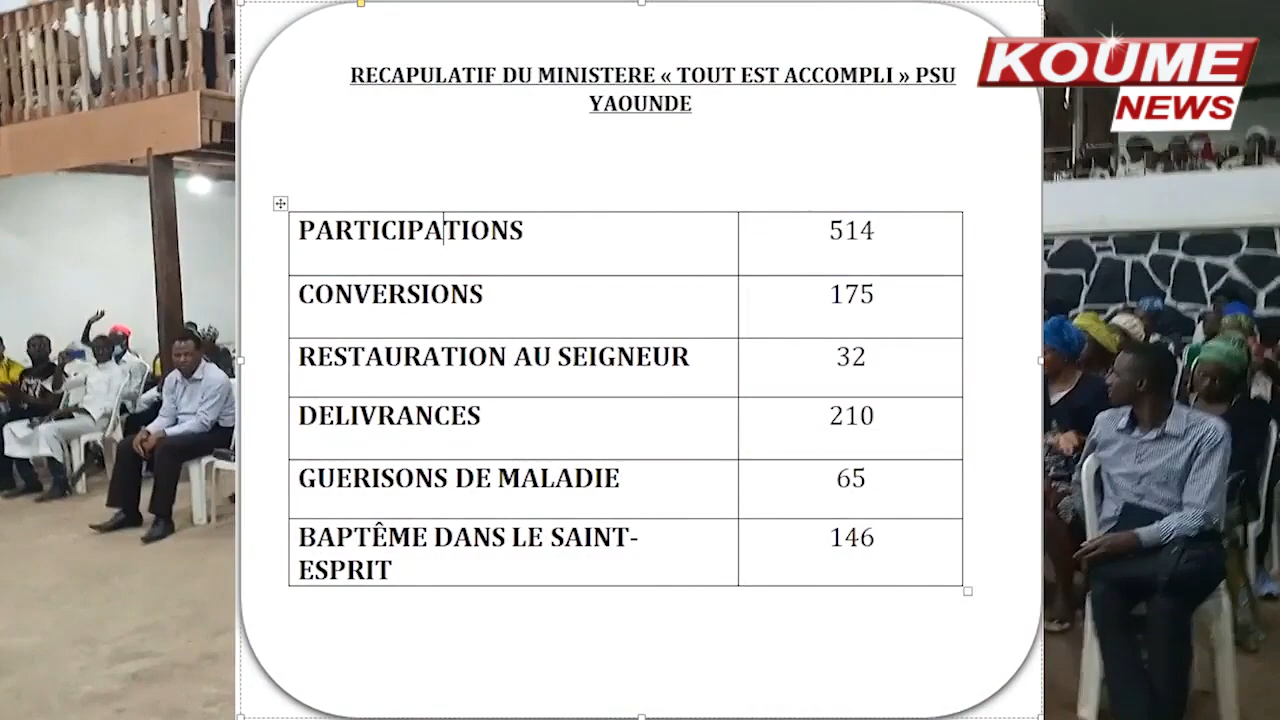 KOUME
NEWS
RECAPULATIF DU MINISTERE « TOUT EST ACCOMPLI » PSU
YAOUNDE
PARTICIPATIONS 514
CONVERSIONS 175
RESTAURATION AU SEIGNEUR 32
DELIVRANCES 210
GUERISONS DE MALADIE 65
BAPTÊME DANS LE SAINT-
ESPRIT 146